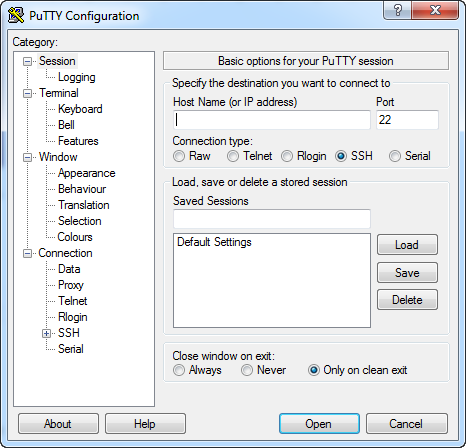 PuTTY Configuration
Category:
Session
Logging
Terminal
Keyboard
Bell
Features
Window
Appearance
Behaviour
Translation
Selection
Colours
Connection
Data
Proxy
Telnet
Rlogin
SSH
Serial
Basic options for your PuTTY session
Specify the destination you want to connect to
Host Name (or IP address) Port
22
Connection type:
Raw Telnet Rlogin SSH Serial
Load, save or delete a stored session
Saved Sessions
Default Settings
Load
Save
Delete
Close window on exit:
Always Never Only on clean exit
About Help Open Cancel